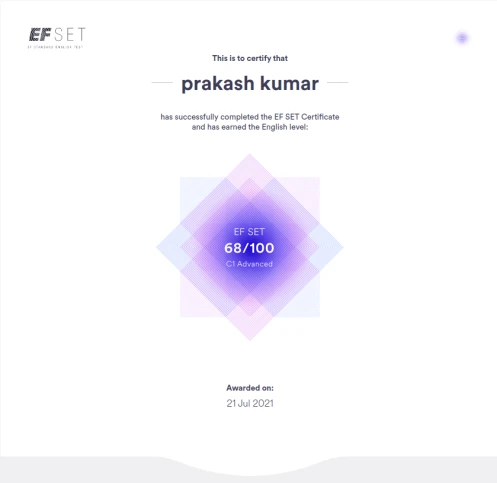 EF SET
EF STANDARD ENGLISH TEST
This is to certify that
prakash kumar
has successfully completed the EF SET Certificate
and has earned the English level:
EF SET
68/100
C1 Advanced
Awarded on:
21 Jul 2021